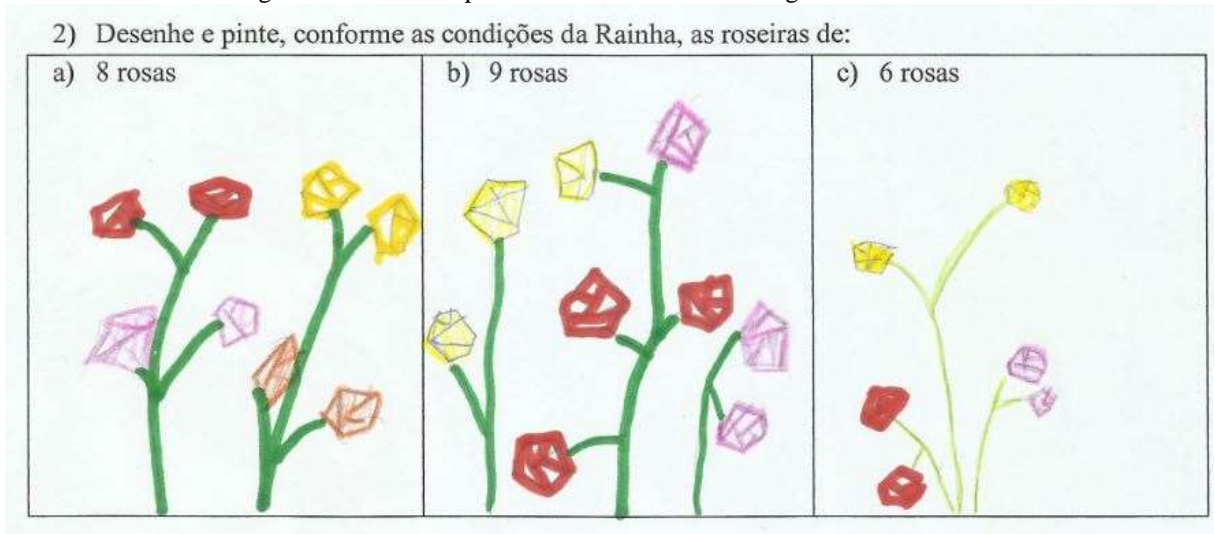 2) Desenhe e pinte, conforme as condições da Rainha, as roseiras de:
a) 8 rosas
b) 9 rosas
c) 6 rosas